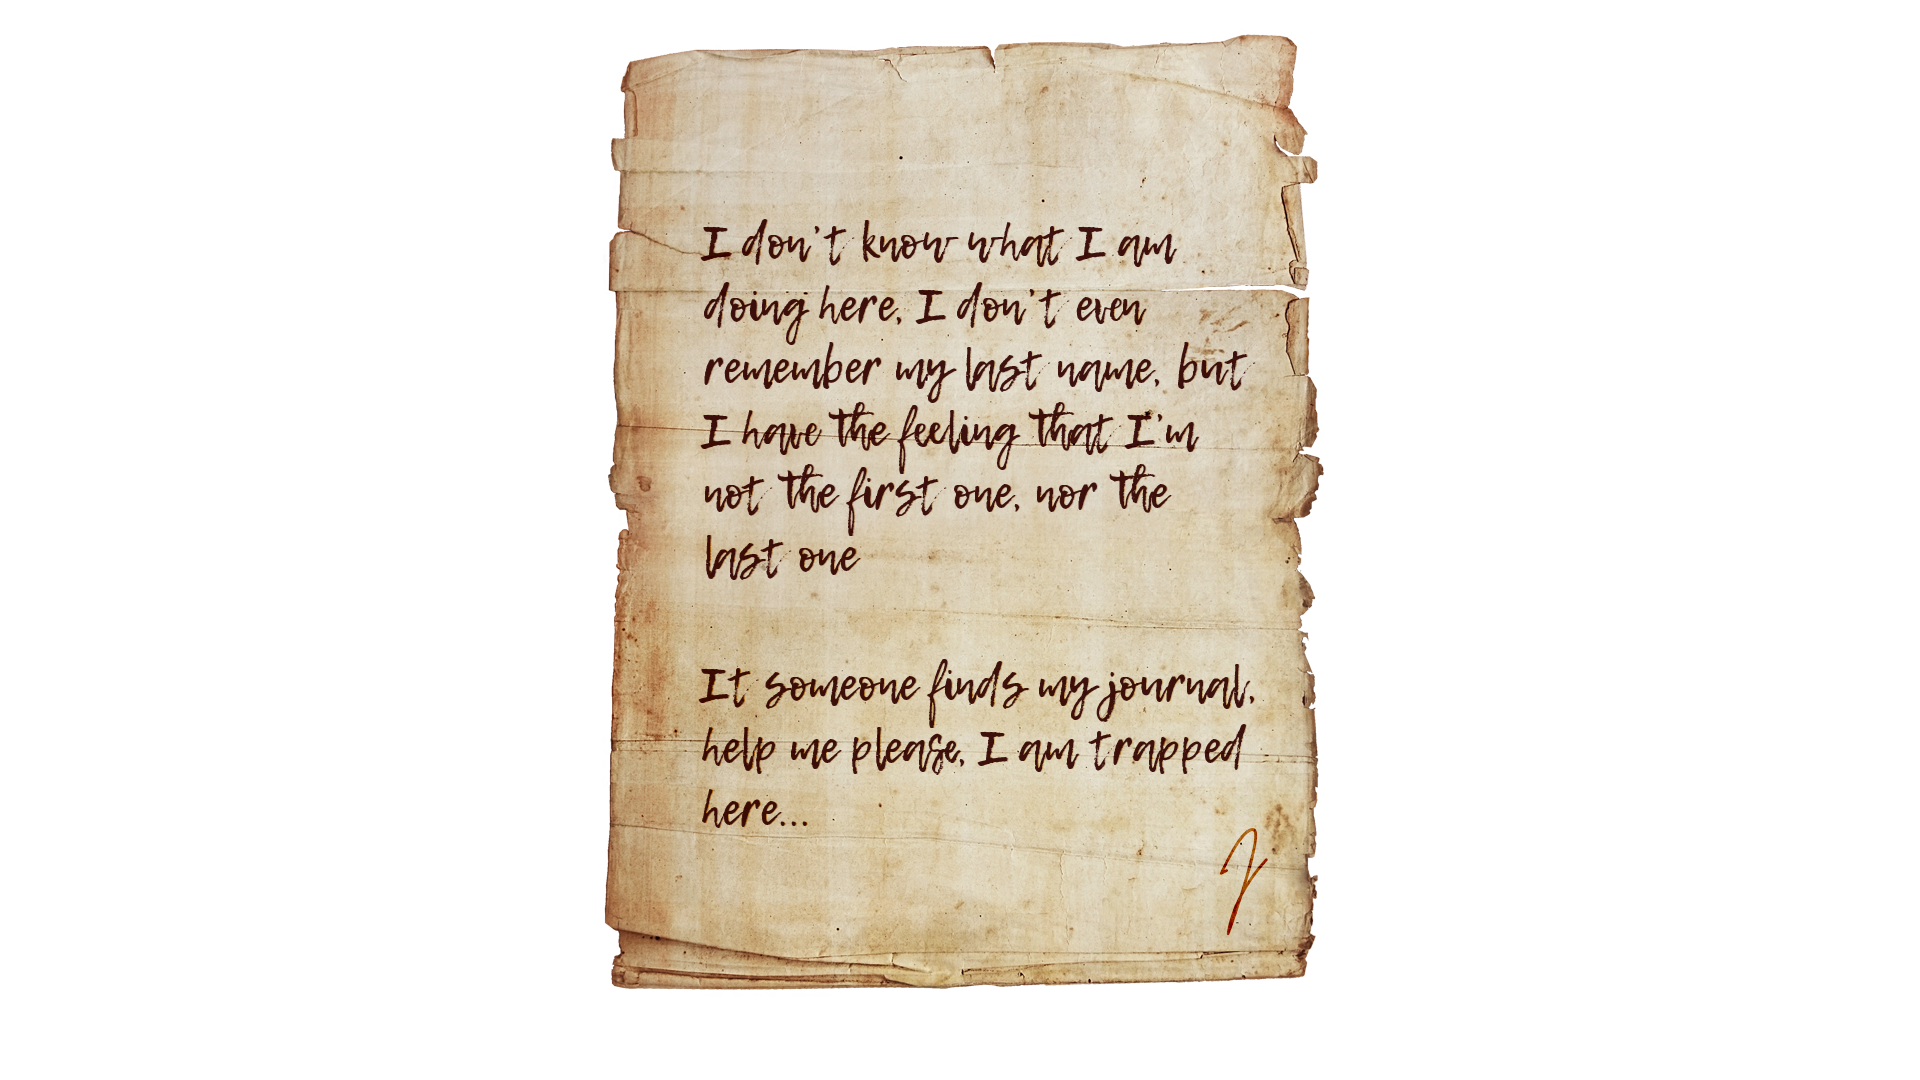 I don't know what I am
doing here, I don't even
remember my last name, but
I have the feeling that I'm
not the first one, nor the
last one
It someone finds my journal,
help me please, I am trapped
here...